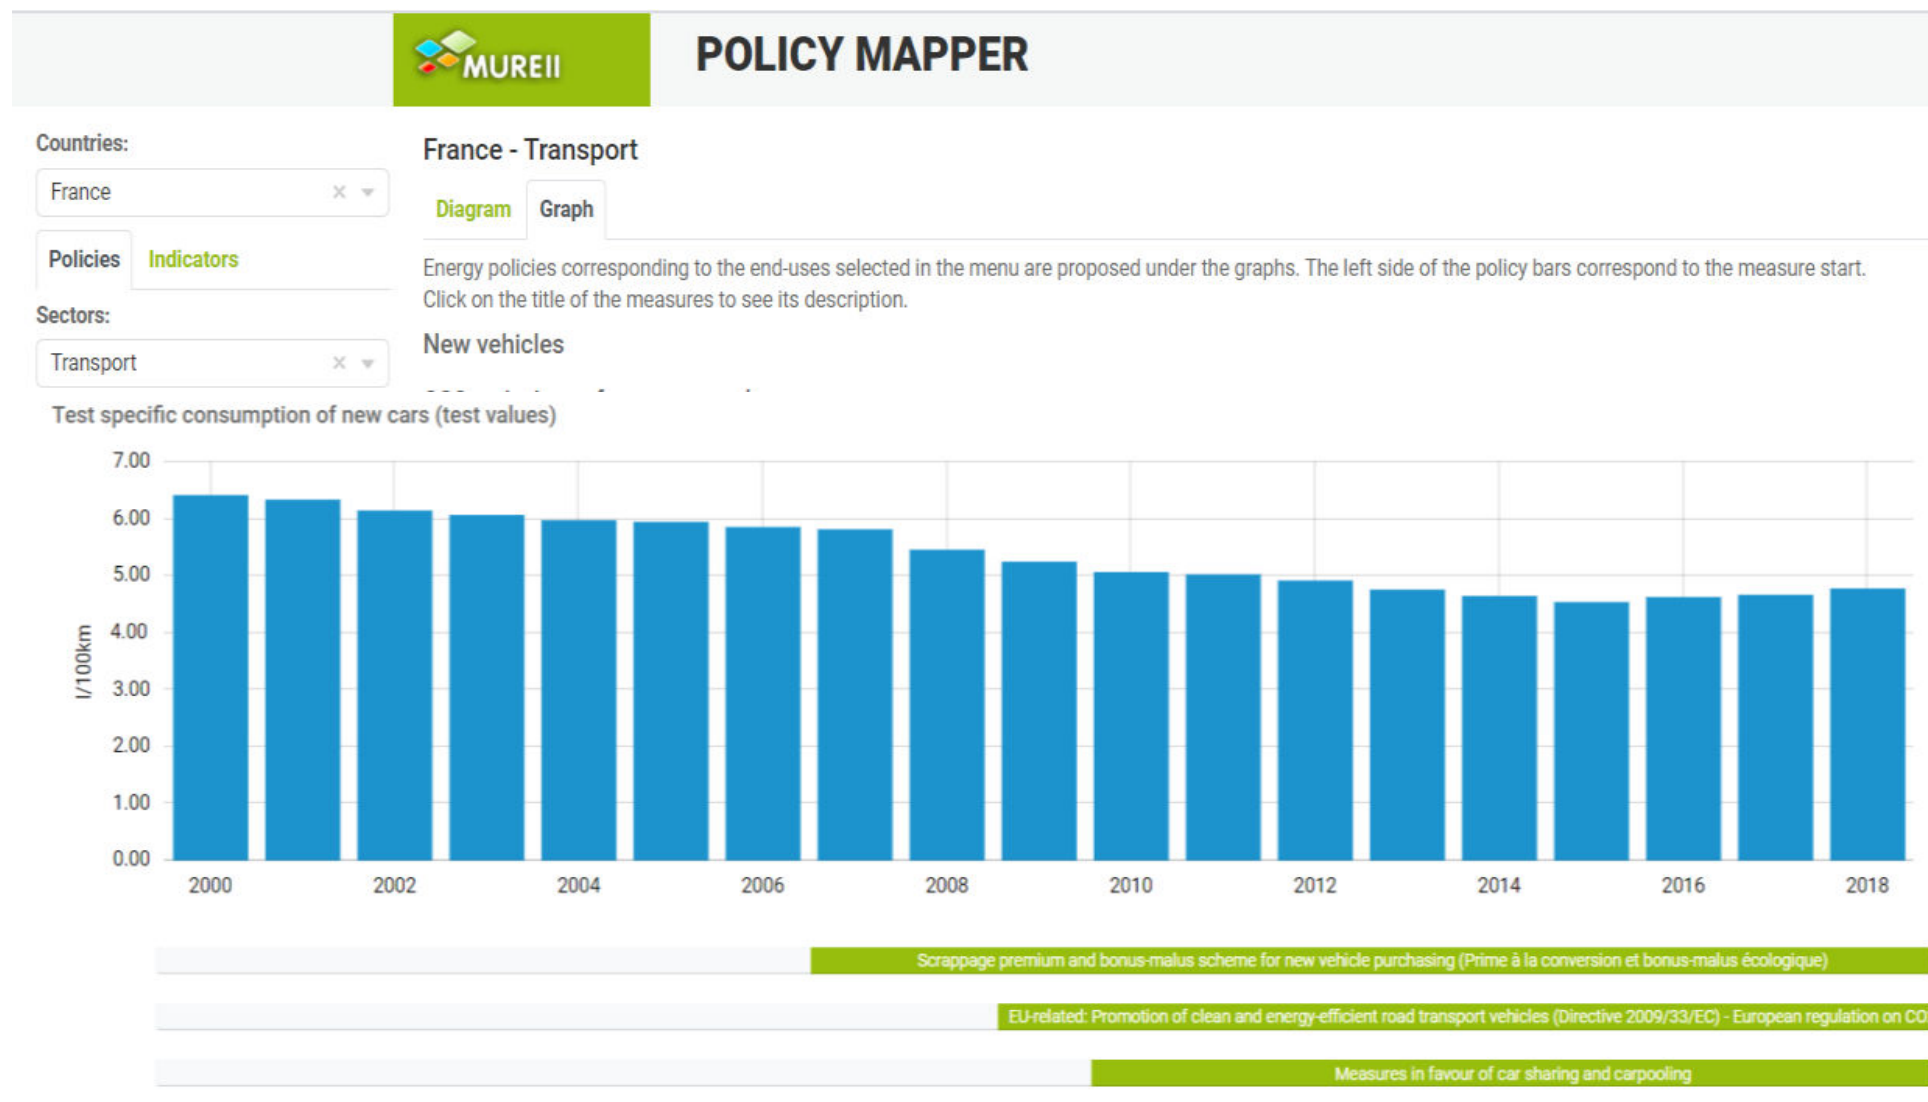 MUREII
POLICY MAPPER
Countries:
France
Policies
Indicators
Sectors:
Transport
France - Transport
Diagram
Graph
Energy policies corresponding to the end-uses selected in the menu are proposed under the graphs. The left side of the policy bars correspond to the measure start.
Click on the title of the measures to see its description.
New vehicles
Test specific consumption of new cars (test values)
l/100km
7.00
6.00
5.00
4.00
3.00
2.00
1.00
0.00
2000
2002
2004
2006
2008
2010
2012
2014
2016
2018
Scrappage premium and bonus-malus scheme for new vehicle purchasing (Prime à la conversion et bonus-malus écologique)
EU-related: Promotion of clean and energy-efficient road transport vehicles (Directive 2009/33/EC) - European regulation on CO
Measures in favour of car sharing and carpooling